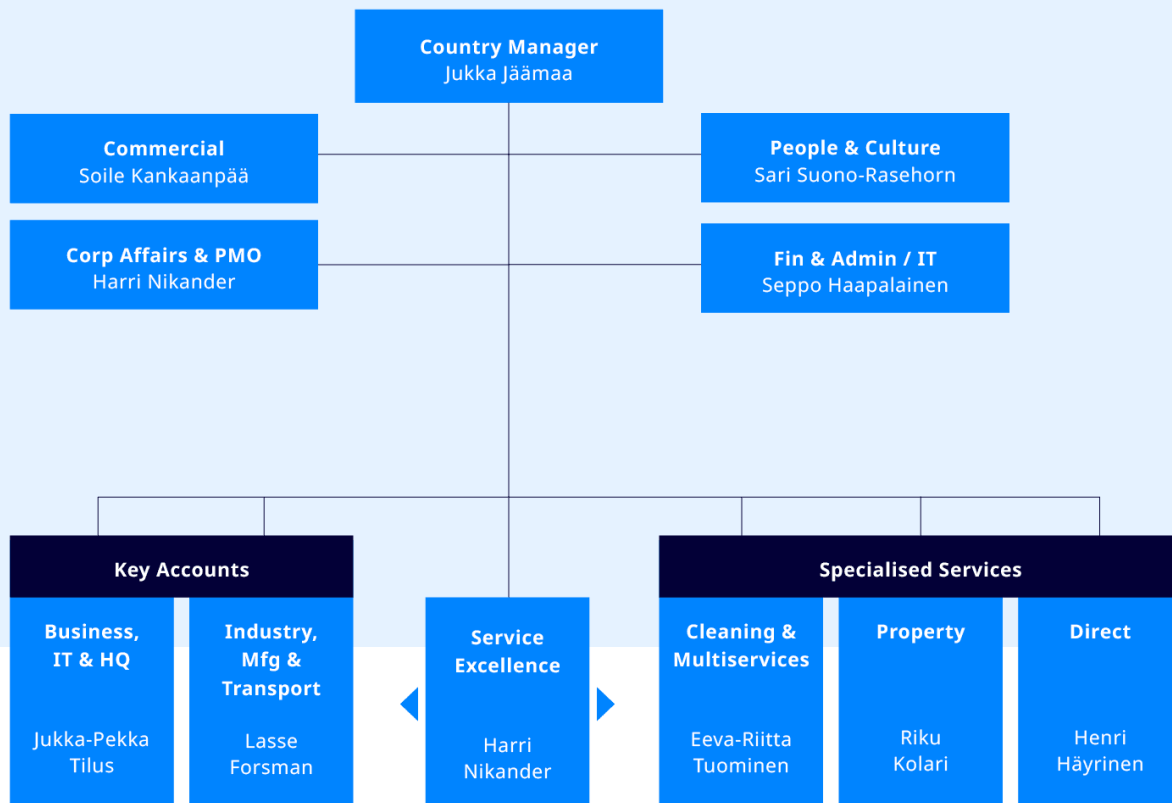 Country Manager
Jukka Jäämaa
Commercial
Soile Kankaanpää
People & Culture
Sari Suono-Rasehorn
Corp Affairs & PMO
Harri Nikander
Fin & Admin / IT
Seppo Haapalainen
Key Accounts
Business,
IT & HQ
Jukka-Pekka
Tilus
Industry,
Mfg &
Transport
Lasse
Forsman
Service
Excellence
Harri
Nikander
Specialised Services
Cleaning &
Multiservices
Eeva-Riitta
Tuominen
Property
Riku
Kolari
Direct
Henri
Häyrinen